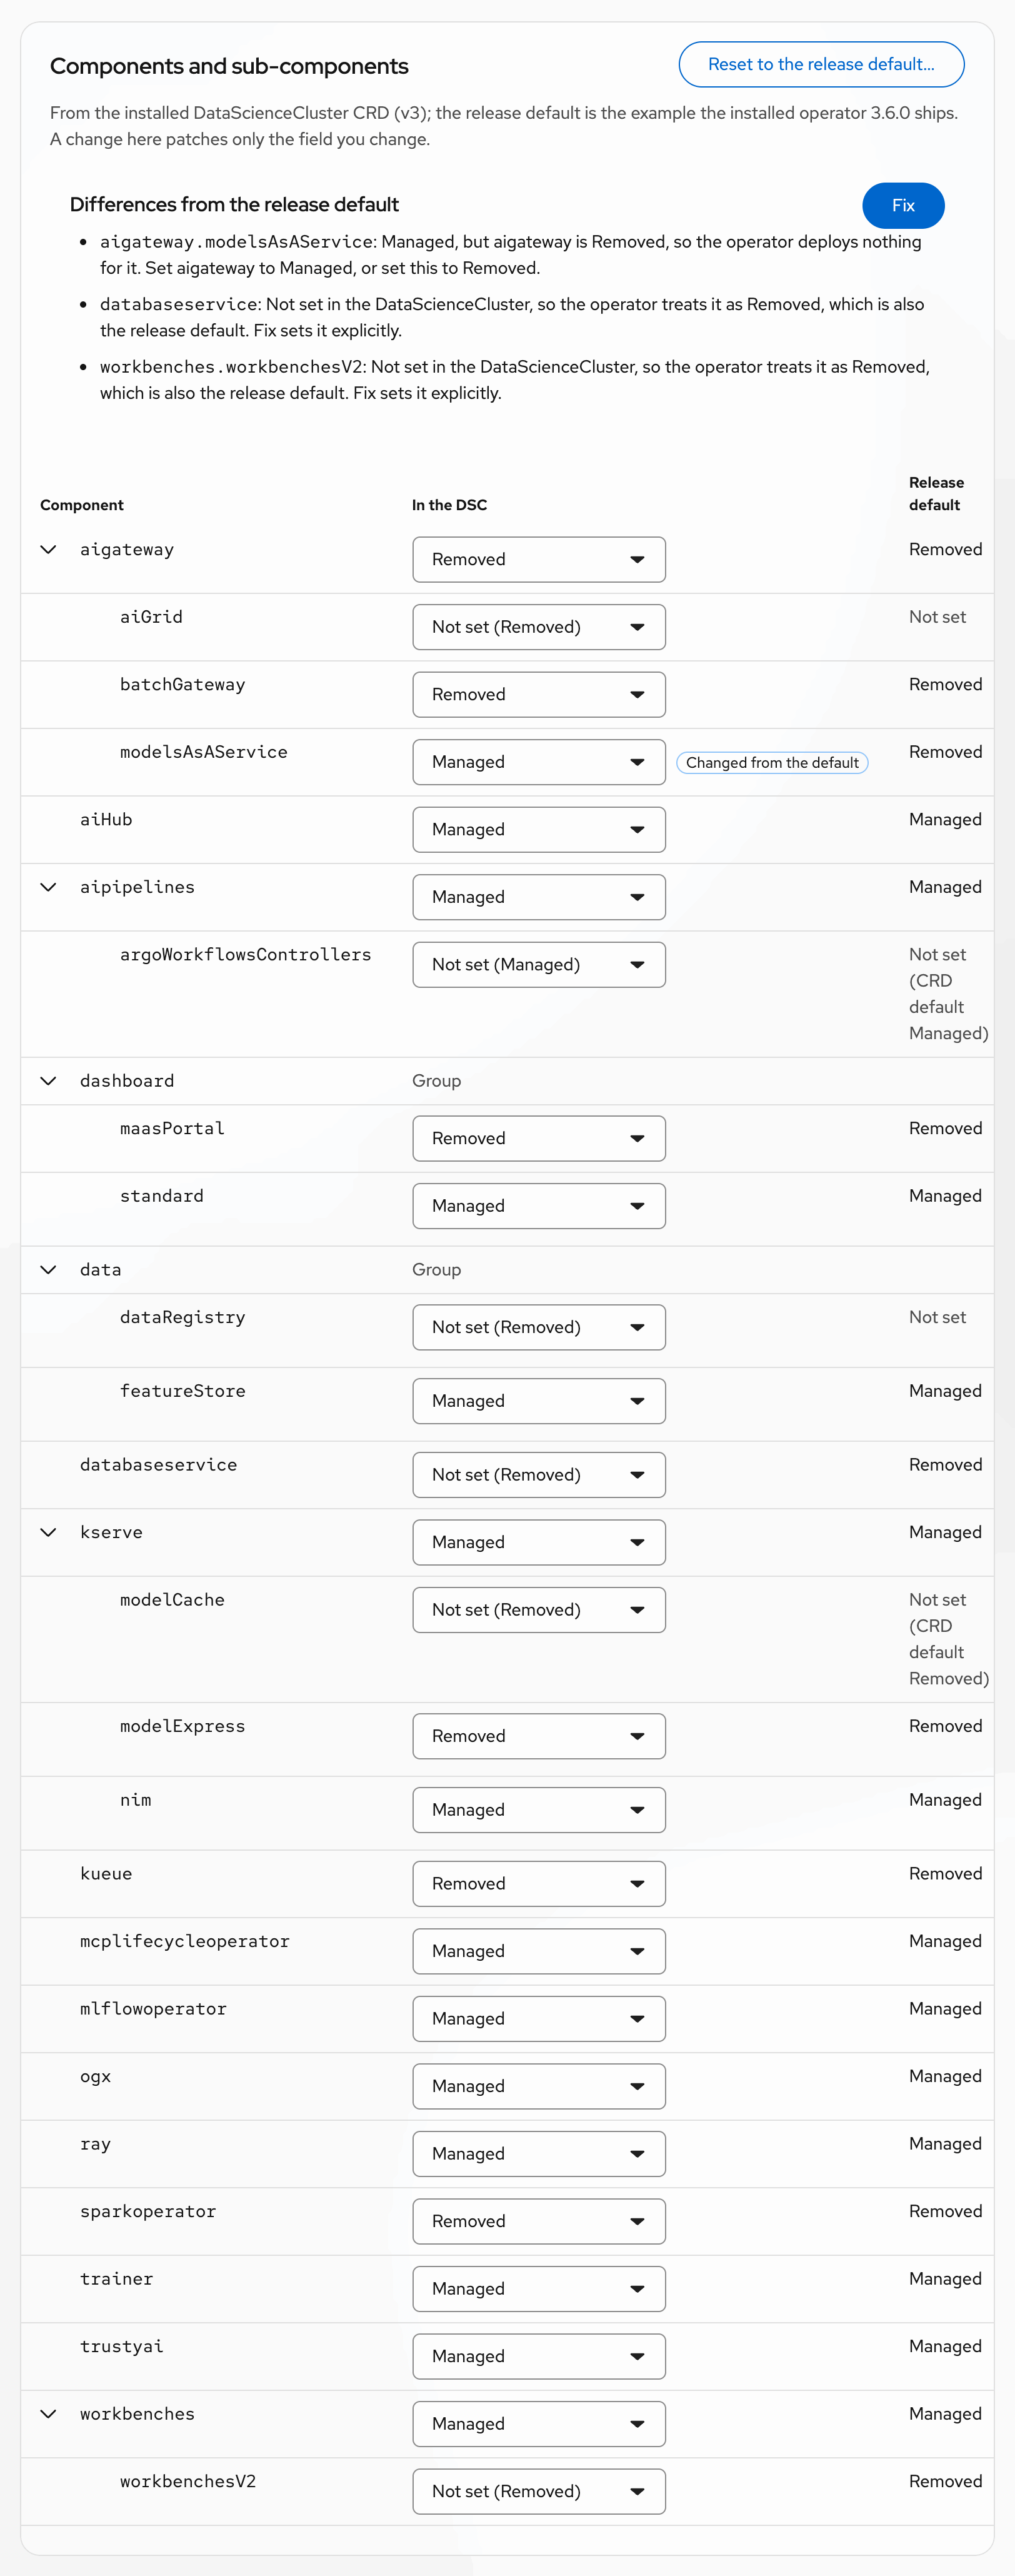 Components and sub-components
Reset to the release default...
From the installed DataScienceCluster CRD (v3); the release default is the example the installed operator 3.6.0 ships.
A change here patches only the field you change.
Differences from the release default
Fix
• aigateway.modelsAsAService: Managed, but aigateway is Removed, so the operator deploys nothing
for it. Set aigateway to Managed, or set this to Removed.
• databaseservice: Not set in the DataScienceCluster, so the operator treats it as Removed, which is also
the release default. Fix sets it explicitly.
• workbenches.workbenchesV2: Not set in the DataScienceCluster, so the operator treats it as Removed,
which is also the release default. Fix sets it explicitly.
Component In the DSC Release
default
aigateway Removed Removed
aiGrid Not set (Removed) Not set
batchGateway Removed Removed
modelsAsAService Managed Changed from the default Removed
aiHub Managed Managed
aipipelines Managed Managed
argoWorkflowsControllers Not set (Managed) Not set
(CRD
default
Managed)
dashboard Group
maasPortal Removed Removed
standard Managed Managed
data Group
dataRegistry Not set (Removed) Not set
featureStore Managed Managed
databaseservice Not set (Removed) Removed
kserve Managed Managed
modelCache Not set (Removed) Not set
(CRD
default
Removed)
modelExpress Removed Removed
nim Managed Managed
kueue Removed Removed
mcplifecycleoperator Managed Managed
mlflowoperator Managed Managed
ogx Managed Managed
ray Managed Managed
sparkoperator Removed Removed
trainer Managed Managed
trustyai Managed Managed
workbenches Managed Managed
workbenchesV2 Not set (Removed) Removed